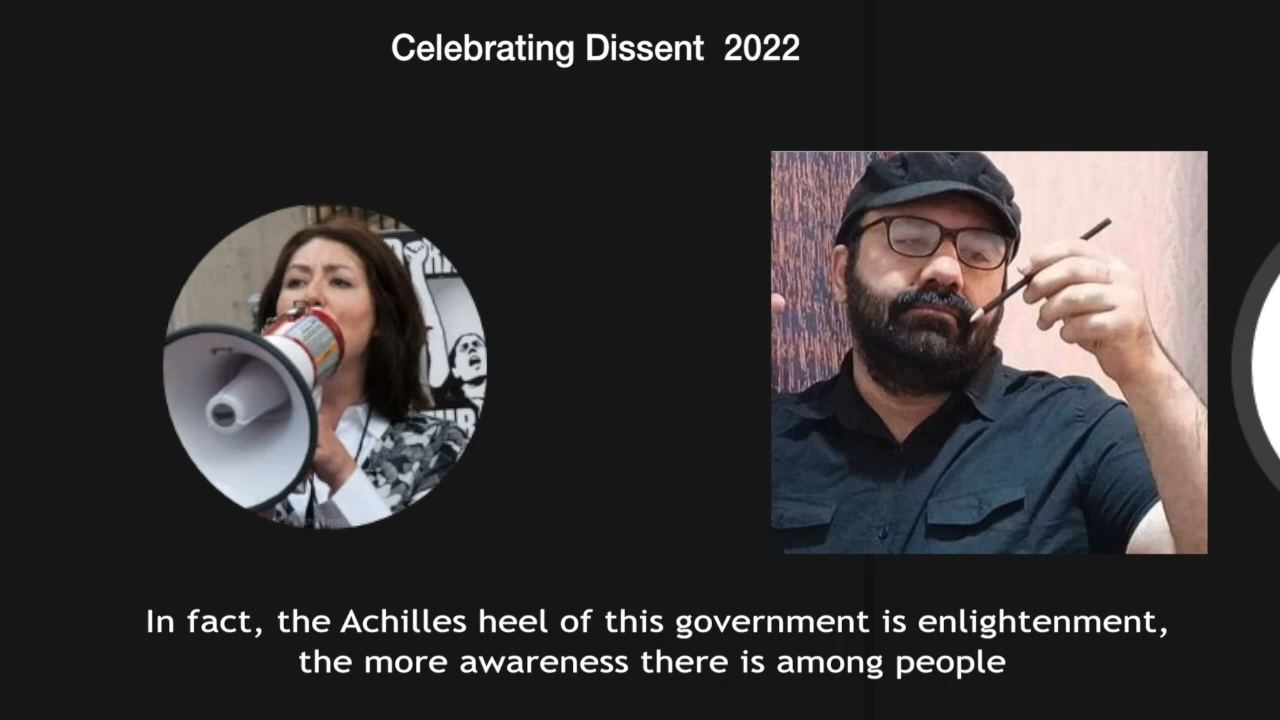 Celebrating Dissent 2022
In fact, the Achilles heel of this government is enlightenment,
the more awareness there is among people